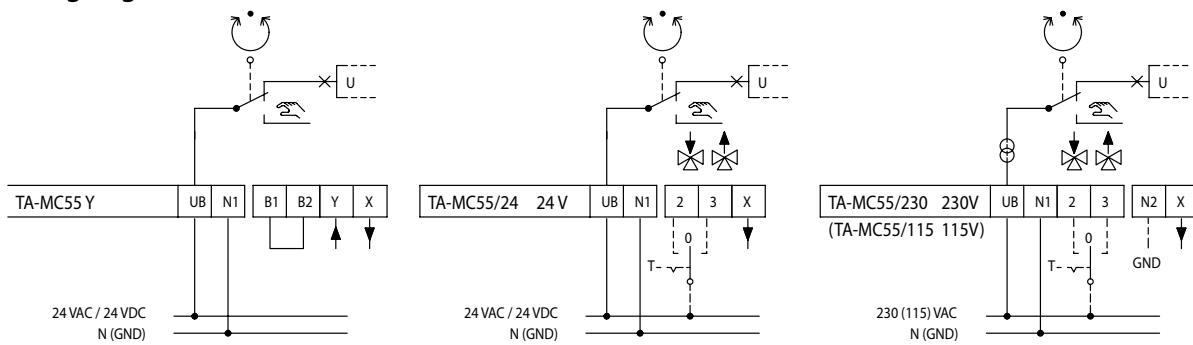 U
U
U
TA-MC55 Y UB N1 B1 B2 Y X
TA-MC55/24 24 V UB N1 2 3 X
TA-MC55/230 230V UB N1 2 3 N2 X
(TA-MC55/115 115V)
0
0
T
T
GND
24 VAC / 24 VDC
N (GND)
24 VAC / 24 VDC
N (GND)
230 (115) VAC
N (GND)